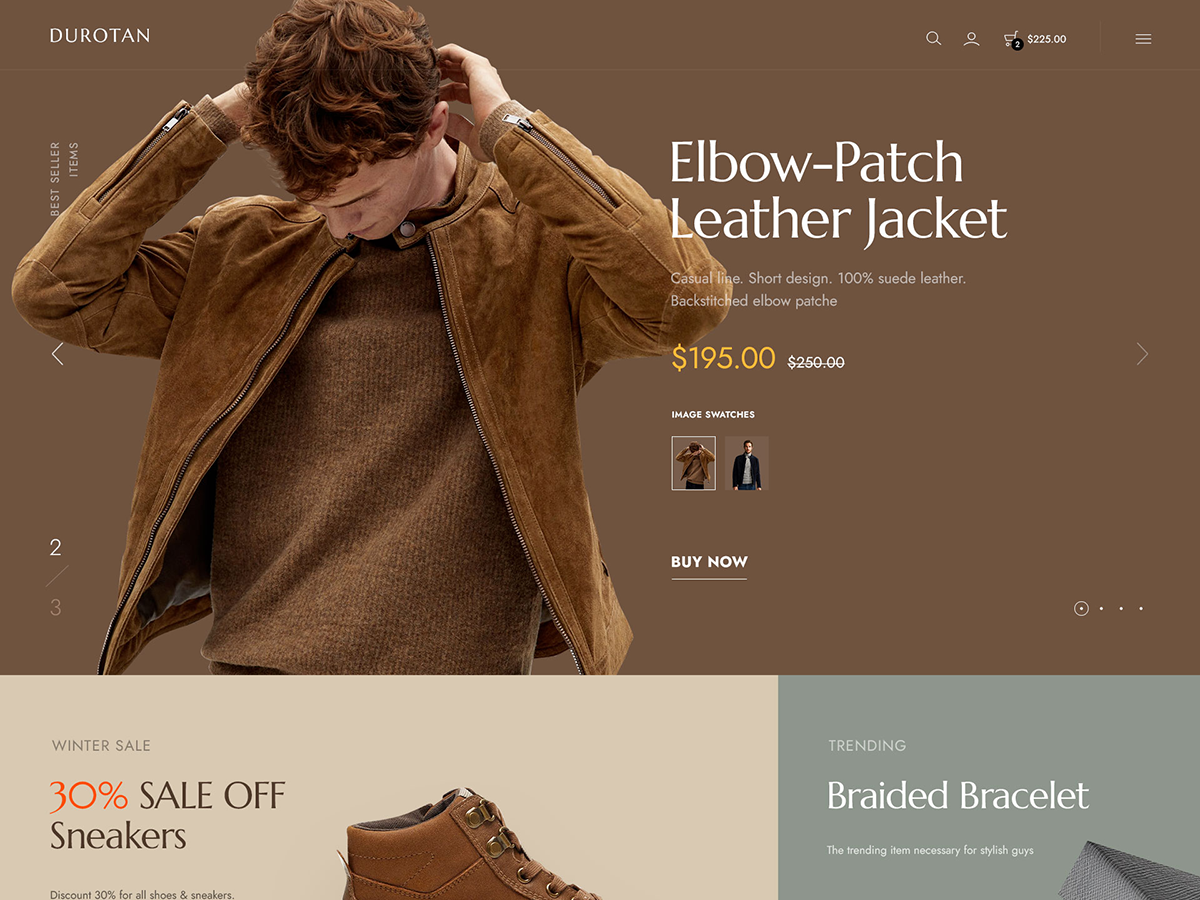 DUROTAN
2
$225.00
BEST SELLER
ITEMS
Elbow-Patch
Leather Jacket
Casual line. Short design. 100% suede leather.
Backstitched elbow patche
$195.00 $250.00
IMAGE SWATCHES
BUY NOW
2
3
WINTER SALE
30% SALE OFF
Sneakers
Discount 30% for all shoes & sneakers.
TRENDING
Braided Bracelet
The trending item necessary for stylish guys